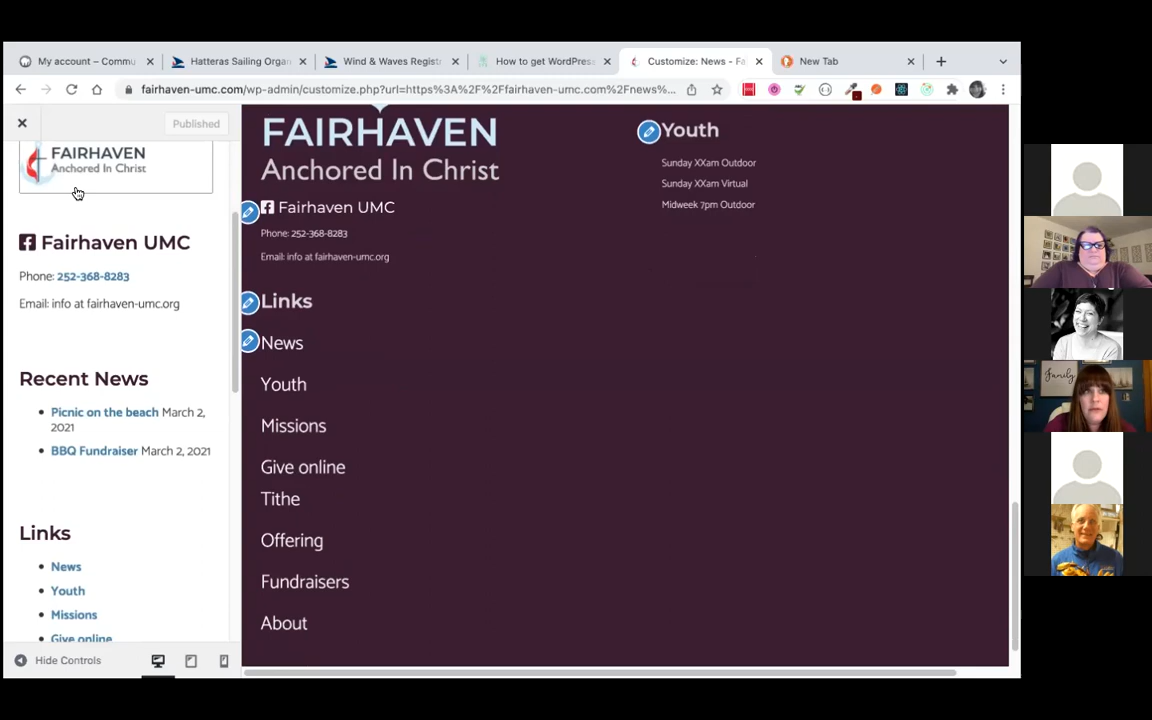 My account – Commu
Hatteras Sailing Organ
Wind & Waves Registr
How to get WordPress
Customize: News - Fa
New Tab
fairhaven-umc.com/wp-admin/customize.php?url=https%3A%2F%2Ffairhaven-umc.com%2Fnews%...
Published
FAIRHAVEN
Anchored In Christ
Fairhaven UMC
Phone: 252-368-8283
Email: info at fairhaven-umc.org
Recent News
Picnic on the beach March 2,
2021
BBQ Fundraiser March 2, 2021
Links
News
Youth
Missions
Give online
Hide Controls
FAIRHAVEN
Anchored In Christ
Fairhaven UMC
Phone: 252-368-8283
Email: info at fairhaven-umc.org
Links
News
Youth
Missions
Give online
Tithe
Offering
Fundraisers
About
Youth
Sunday XXam Outdoor
Sunday XXam Virtual
Midweek 7pm Outdoor
Family